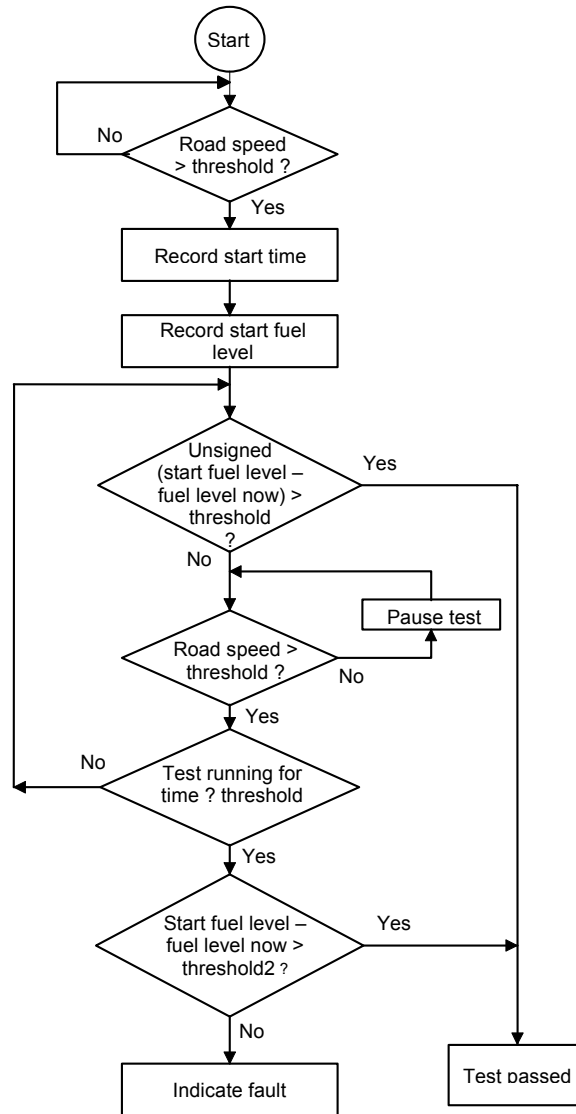 Start
No
Road speed
> threshold ?
Yes
Record start time
Record start fuel
level
Unsigned
(start fuel level –
fuel level now) >
threshold
?
Yes
No
Pause test
Road speed >
threshold ?
No
Yes
No
Test running for
time ? threshold
Yes
Start fuel level –
fuel level now >
threshold2 ?
Yes
No
Indicate fault
Test passed